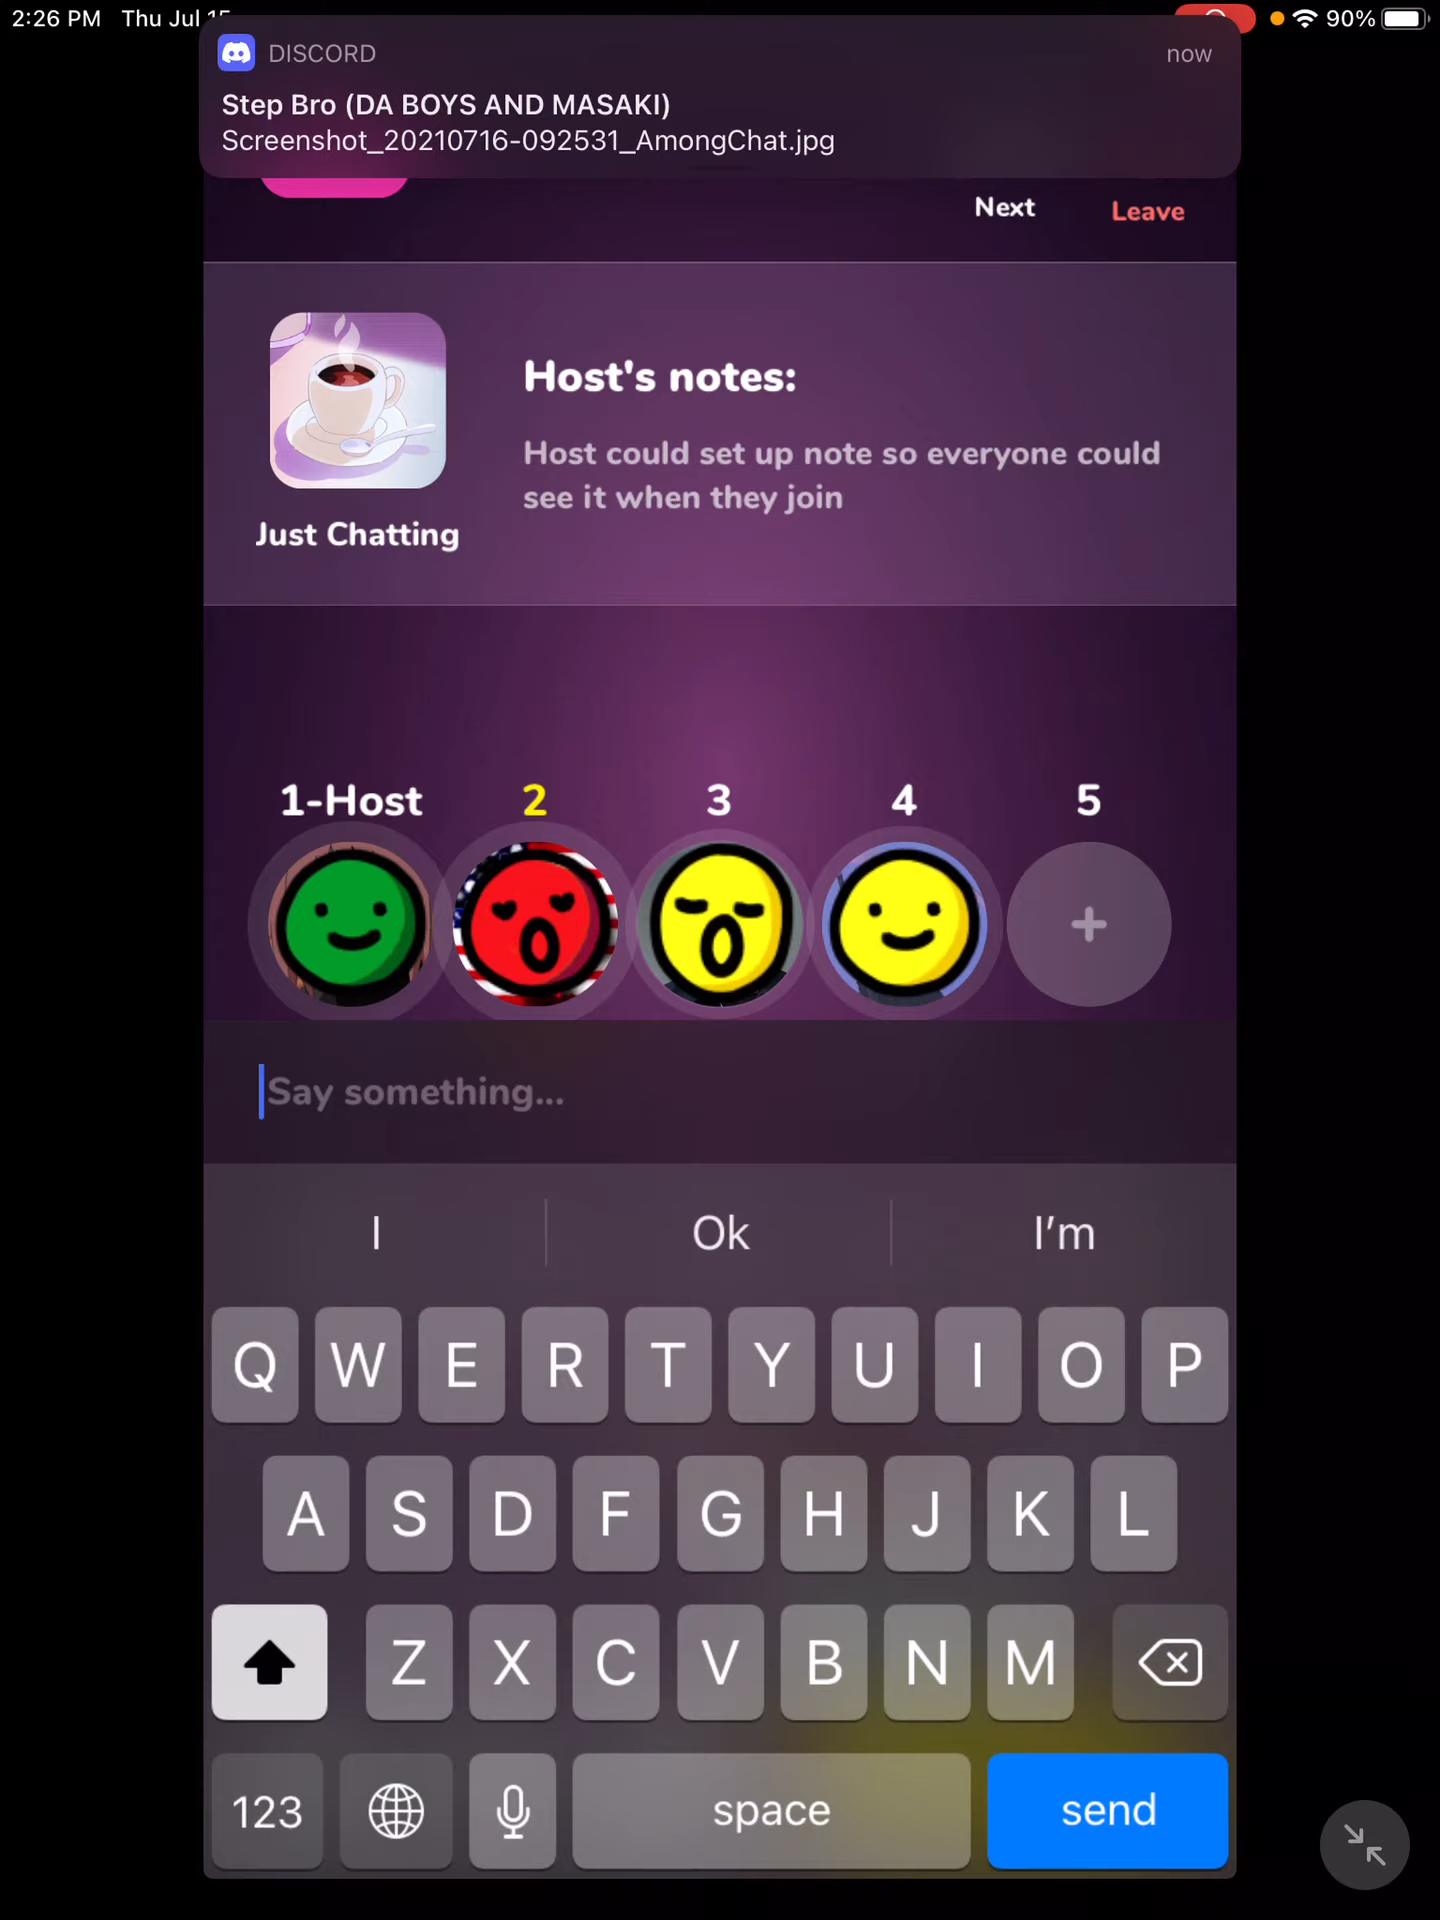 2:26 PM Thu Jul 15
90%
DISCORD
now
Step Bro (DA BOYS AND MASAKI)
Screenshot_20210716-092531_AmongChat.jpg
Next
Leave
Host's notes:
Host could set up note so everyone could
see it when they join
Just Chatting
1-Host
2
3
4
5
Say something...
I
Ok
I'm
Q W E R T Y U I O P
A S D F G H J K L
Z X C V B N M
123
space
send